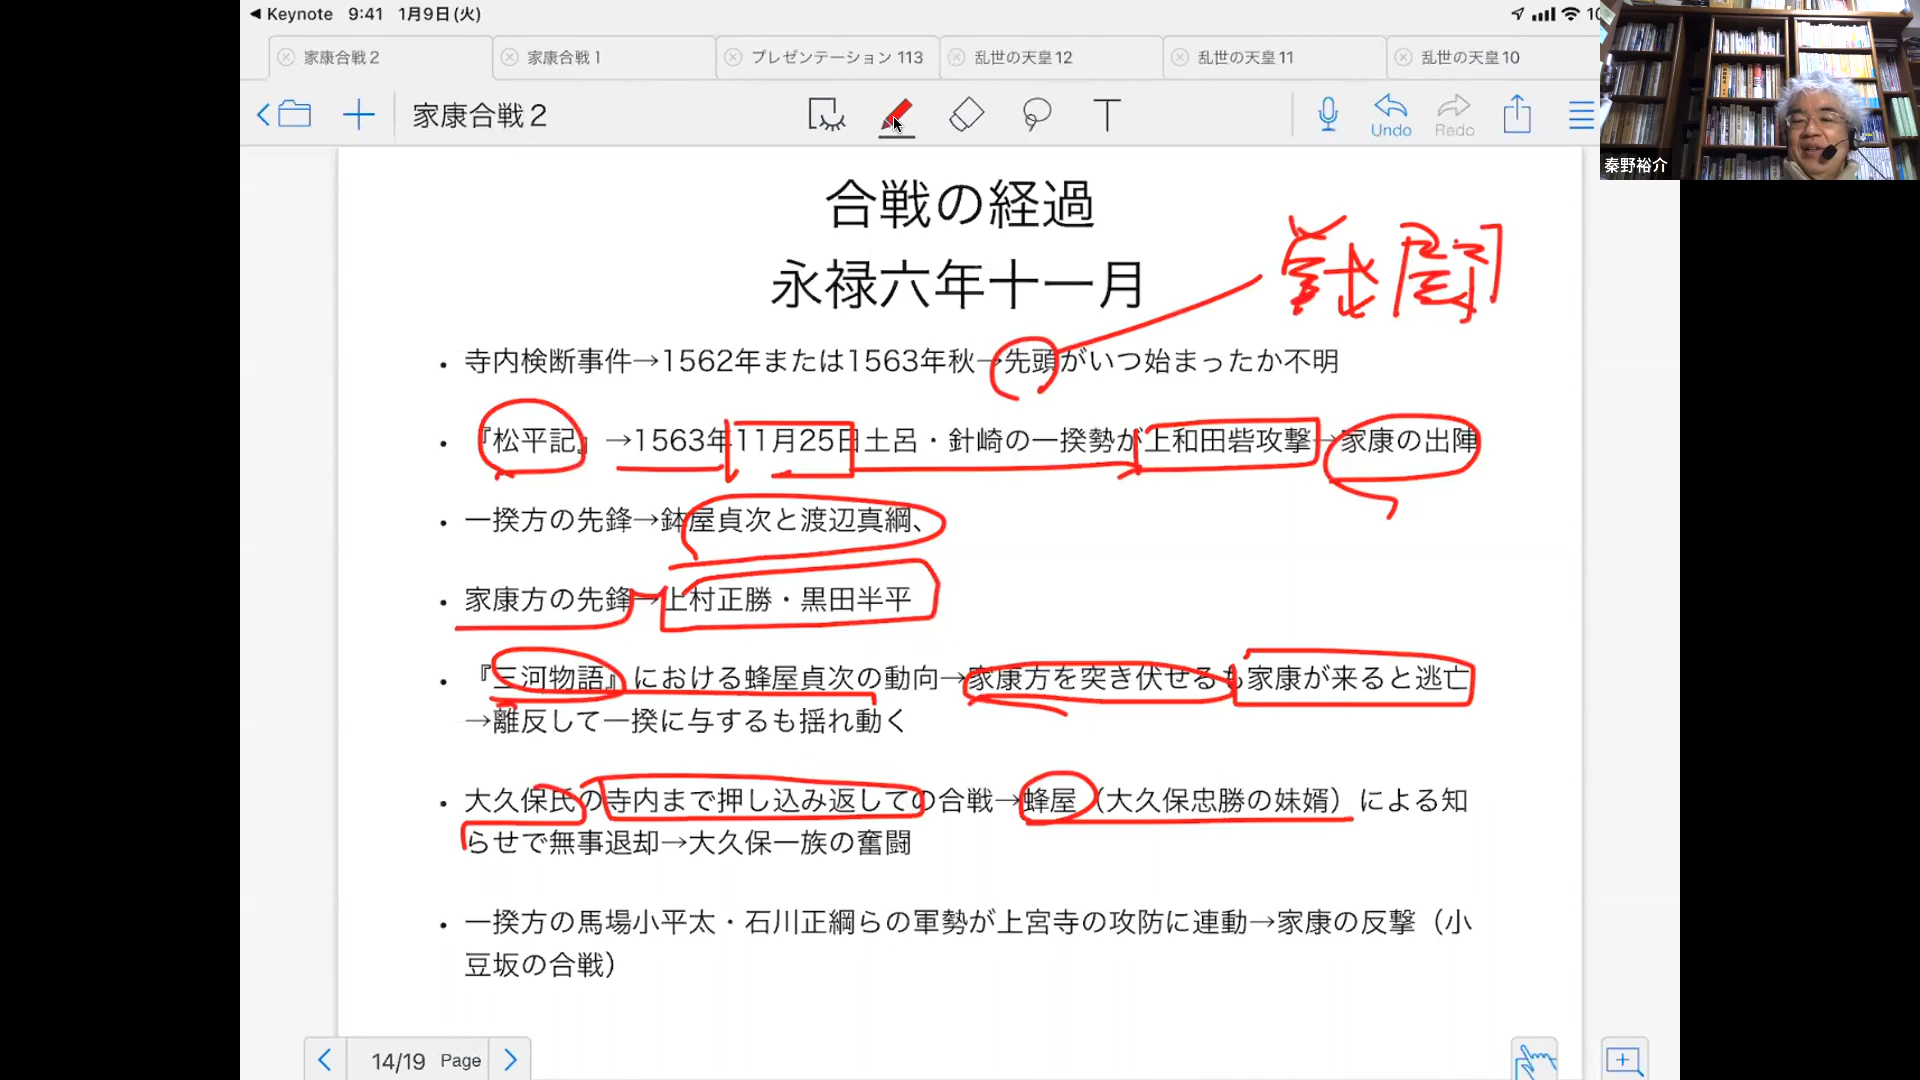 Keynote 9:41 1月9日(火)
家康合戦2 家康合戦1 プレゼンテーション 113 乱世の天皇12 乱世の天皇11 乱世の天皇10
家康合戦2 T Undo Redo
秦野裕介
合戦の経過
永禄六年十一月
戦闘
・寺内検断事件→1562年または1563年秋→先頭がいつ始まったか不明
・『松平記』→1563年11月25日土呂・針崎の一揆勢が上和田砦攻撃→家康の出陣
・一揆方の先鋒→鉢屋貞次と渡辺真綱、
・家康方の先鋒→上村正勝・黒田半平
・『三河物語』における蜂屋貞次の動向→家康方を突き伏せるも家康が来ると逃亡
→離反して一揆に与するも揺れ動く
・大久保氏の寺内まで押し込み返しての合戦→蜂屋（大久保忠勝の妹婿）による知
らせで無事退却→大久保一族の奮闘
・一揆方の馬場小平太・石川正綱らの軍勢が上宮寺の攻防に連動→家康の反撃（小
豆坂の合戦）
14/19 Page